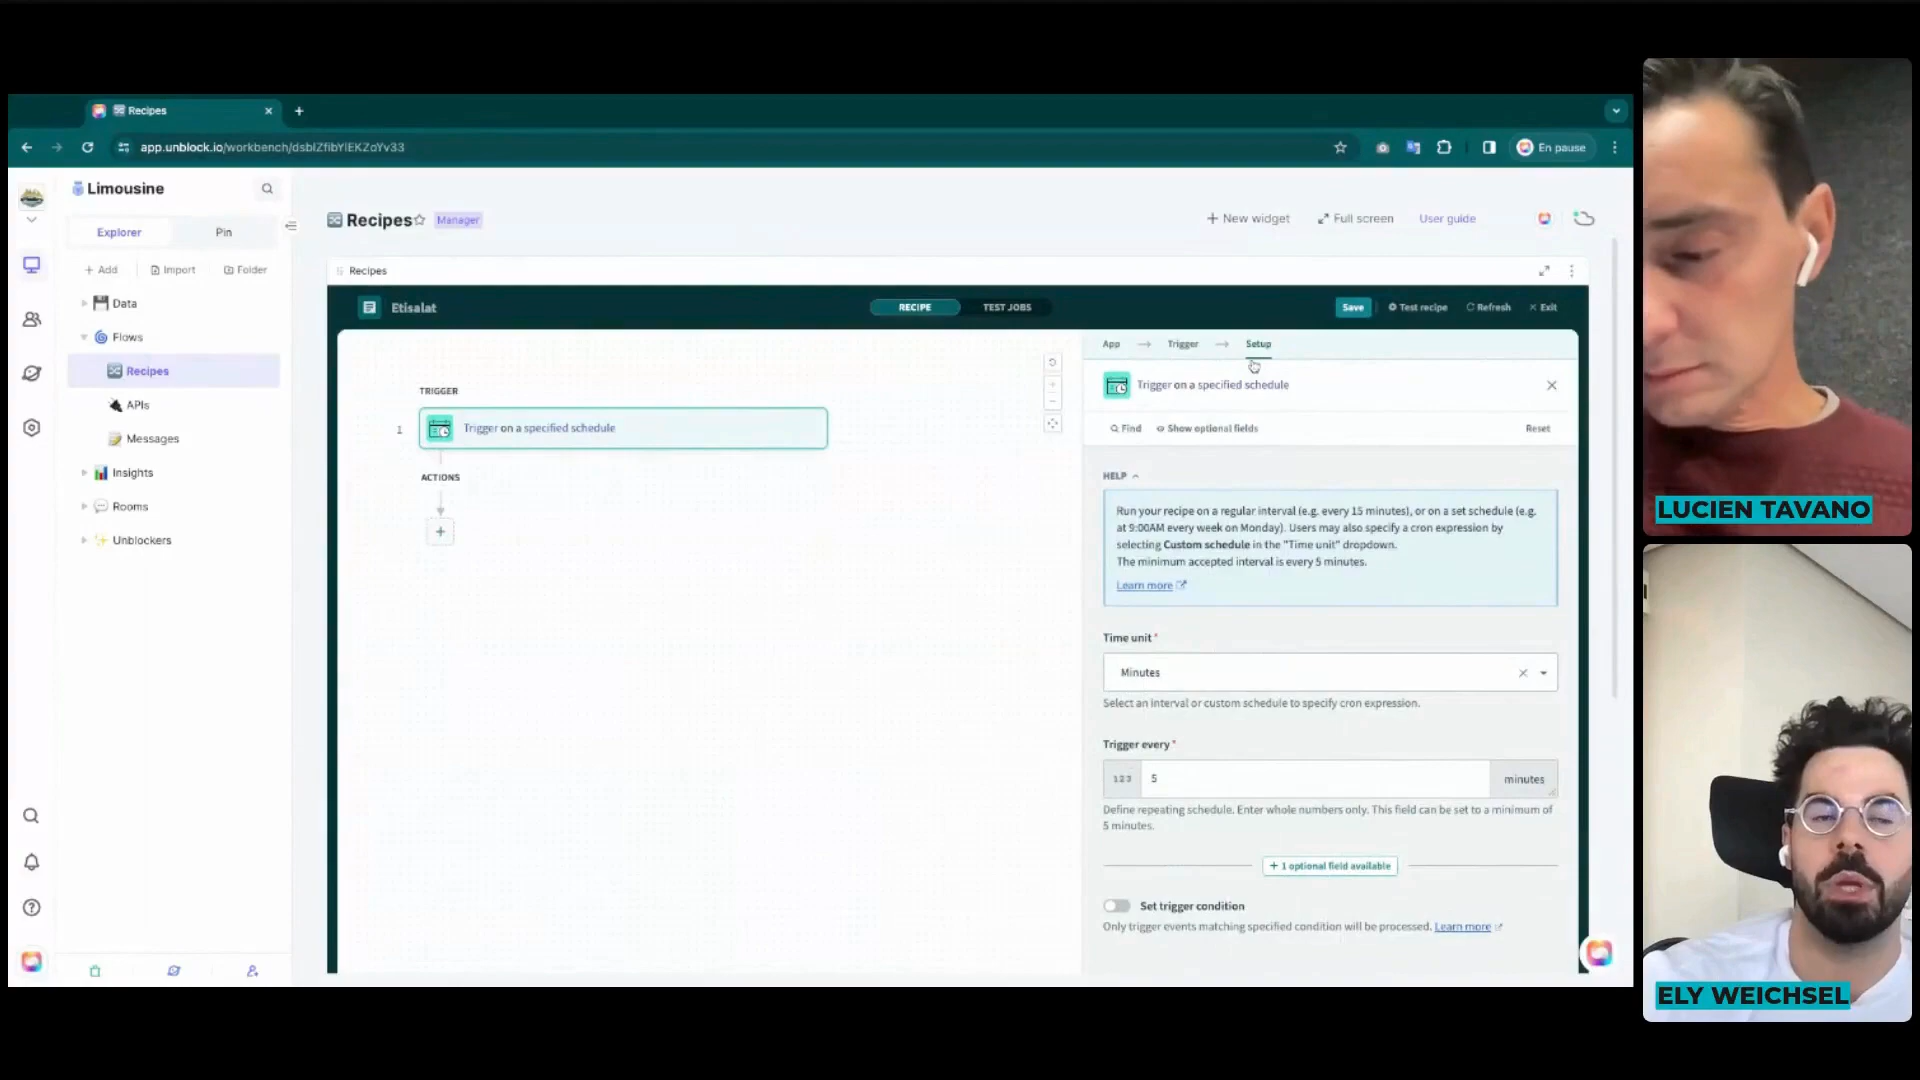 Recipes
app.unblock.io/workbench/dsblZfibYlEKZoYv33
En pause
Limousine
Explorer
Pin
Add
Import
Folder
Data
Flows
Recipes
APIs
Messages
Insights
Rooms
Unblockers
Recipes
Manager
New widget
Full screen
User guide
Recipes
Etisalat
RECIPE
TEST JOBS
Save
Test recipe
Refresh
Exit
TRIGGER
1
Trigger on a specified schedule
ACTIONS
App
Trigger
Setup
Trigger on a specified schedule
Find
Show optional fields
Reset
HELP
Run your recipe on a regular interval (e.g. every 15 minutes), or on a set schedule (e.g.
at 9:00AM every week on Monday). Users may also specify a cron expression by
selecting Custom schedule in the "Time unit" dropdown.
The minimum accepted interval is every 5 minutes.
Learn more
Time unit*
Minutes
Select an interval or custom schedule to specify cron expression.
Trigger every*
123
5
minutes
Define repeating schedule. Enter whole numbers only. This field can be set to a minimum of
5 minutes.
+ 1 optional field available
Set trigger condition
Only trigger events matching specified condition will be processed. Learn more
LUCIEN TAVANO
ELY WEICHSEL